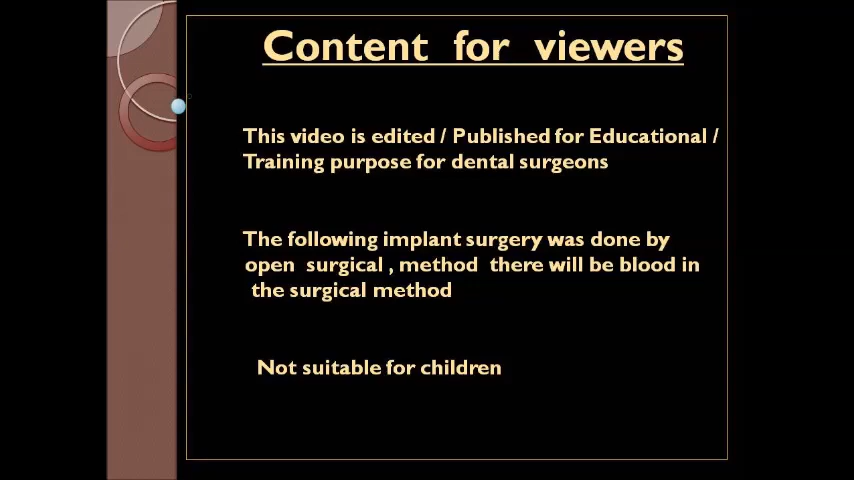 Content for viewers
This video is edited / Published for Educational /
Training purpose for dental surgeons
The following implant surgery was done by
open surgical , method there will be blood in
the surgical method
Not suitable for children